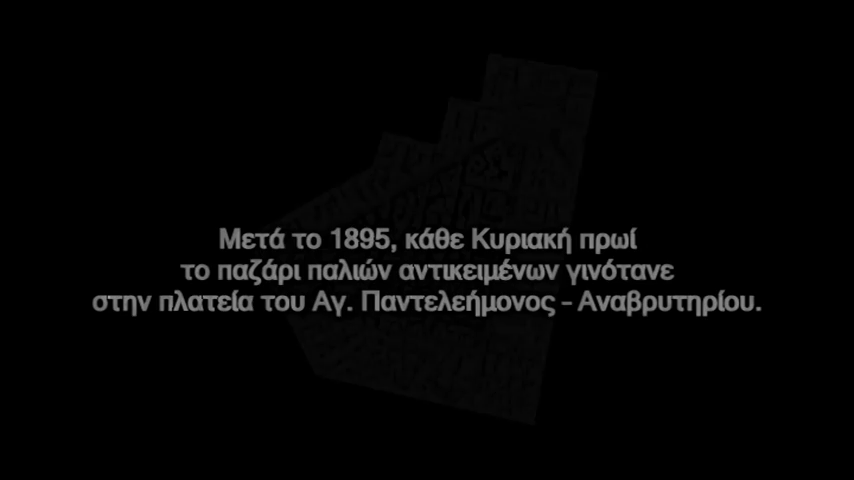 Μετά το 1895, κάθε Κυριακή πρωί
το παζάρι παλιών αντικειμένων γινότανε
στην πλατεία του Αγ. Παντελεήμονος - Αναβρυτηρίου.